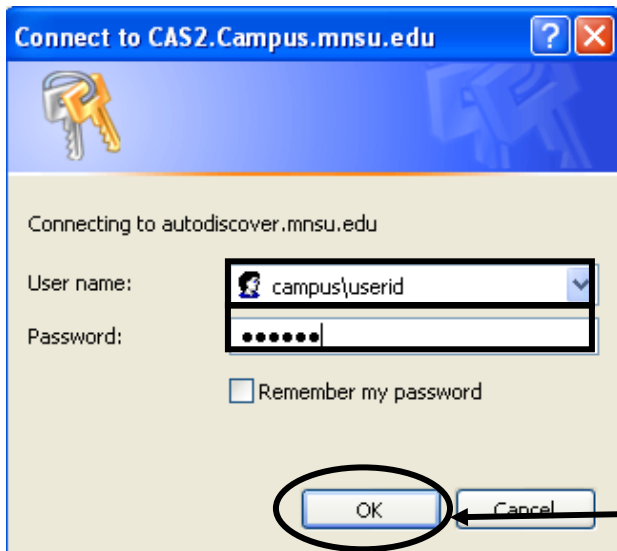 Connect to CAS2.Campus.mnsu.edu
Connecting to autodiscover.mnsu.edu
User name:
campus\userid
Password:
●●●●●●
Remember my password
OK
Cancel